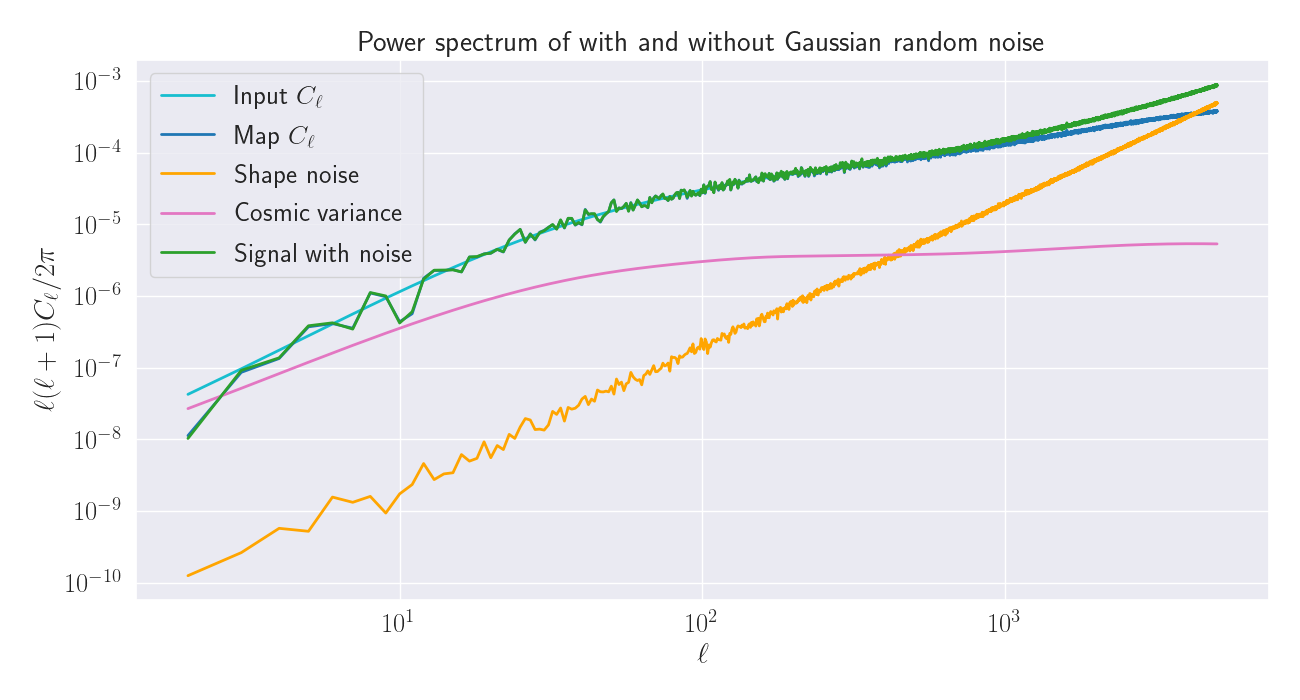 Power spectrum of with and without Gaussian random noise
Input $C_\ell$
Map $C_\ell$
Shape noise
Cosmic variance
Signal with noise
$\ell(\ell+1)C_\ell/2\pi$
$10^{-3}$
$10^{-4}$
$10^{-5}$
$10^{-6}$
$10^{-7}$
$10^{-8}$
$10^{-9}$
$10^{-10}$
$10^1$ $10^2$ $10^3$
$\ell$